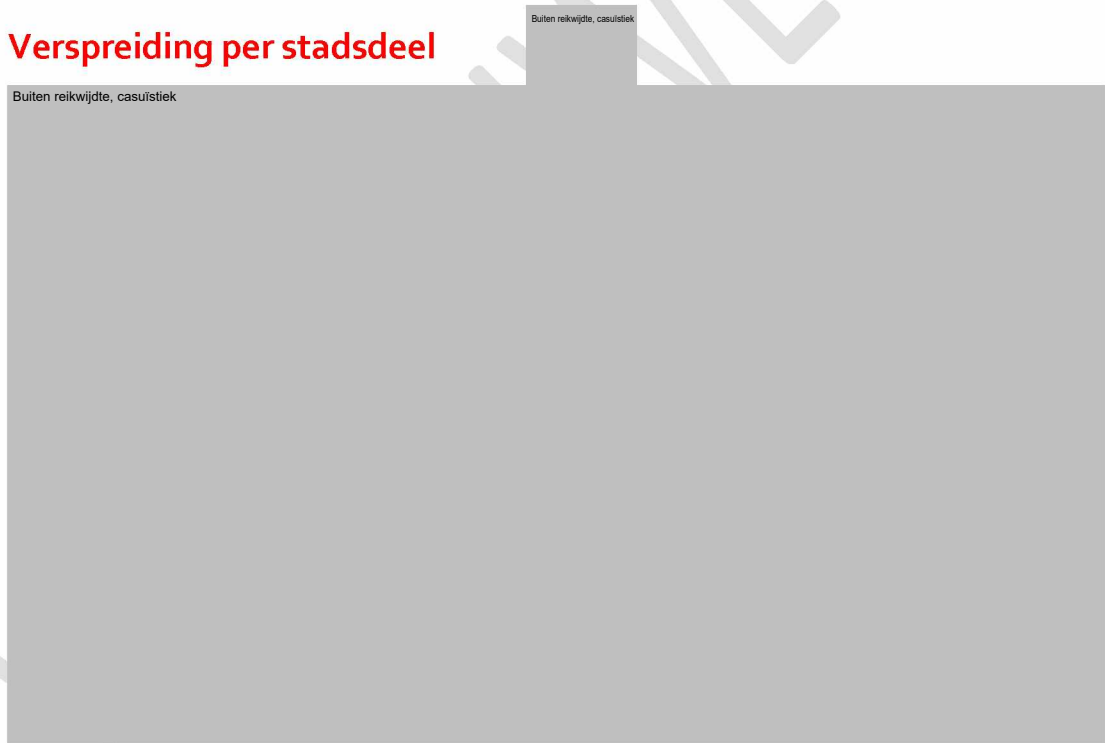 Buiten reikwijdte, casuïstiek
Verspreiding per stadsdeel
Buiten reikwijdte, casuïstiek